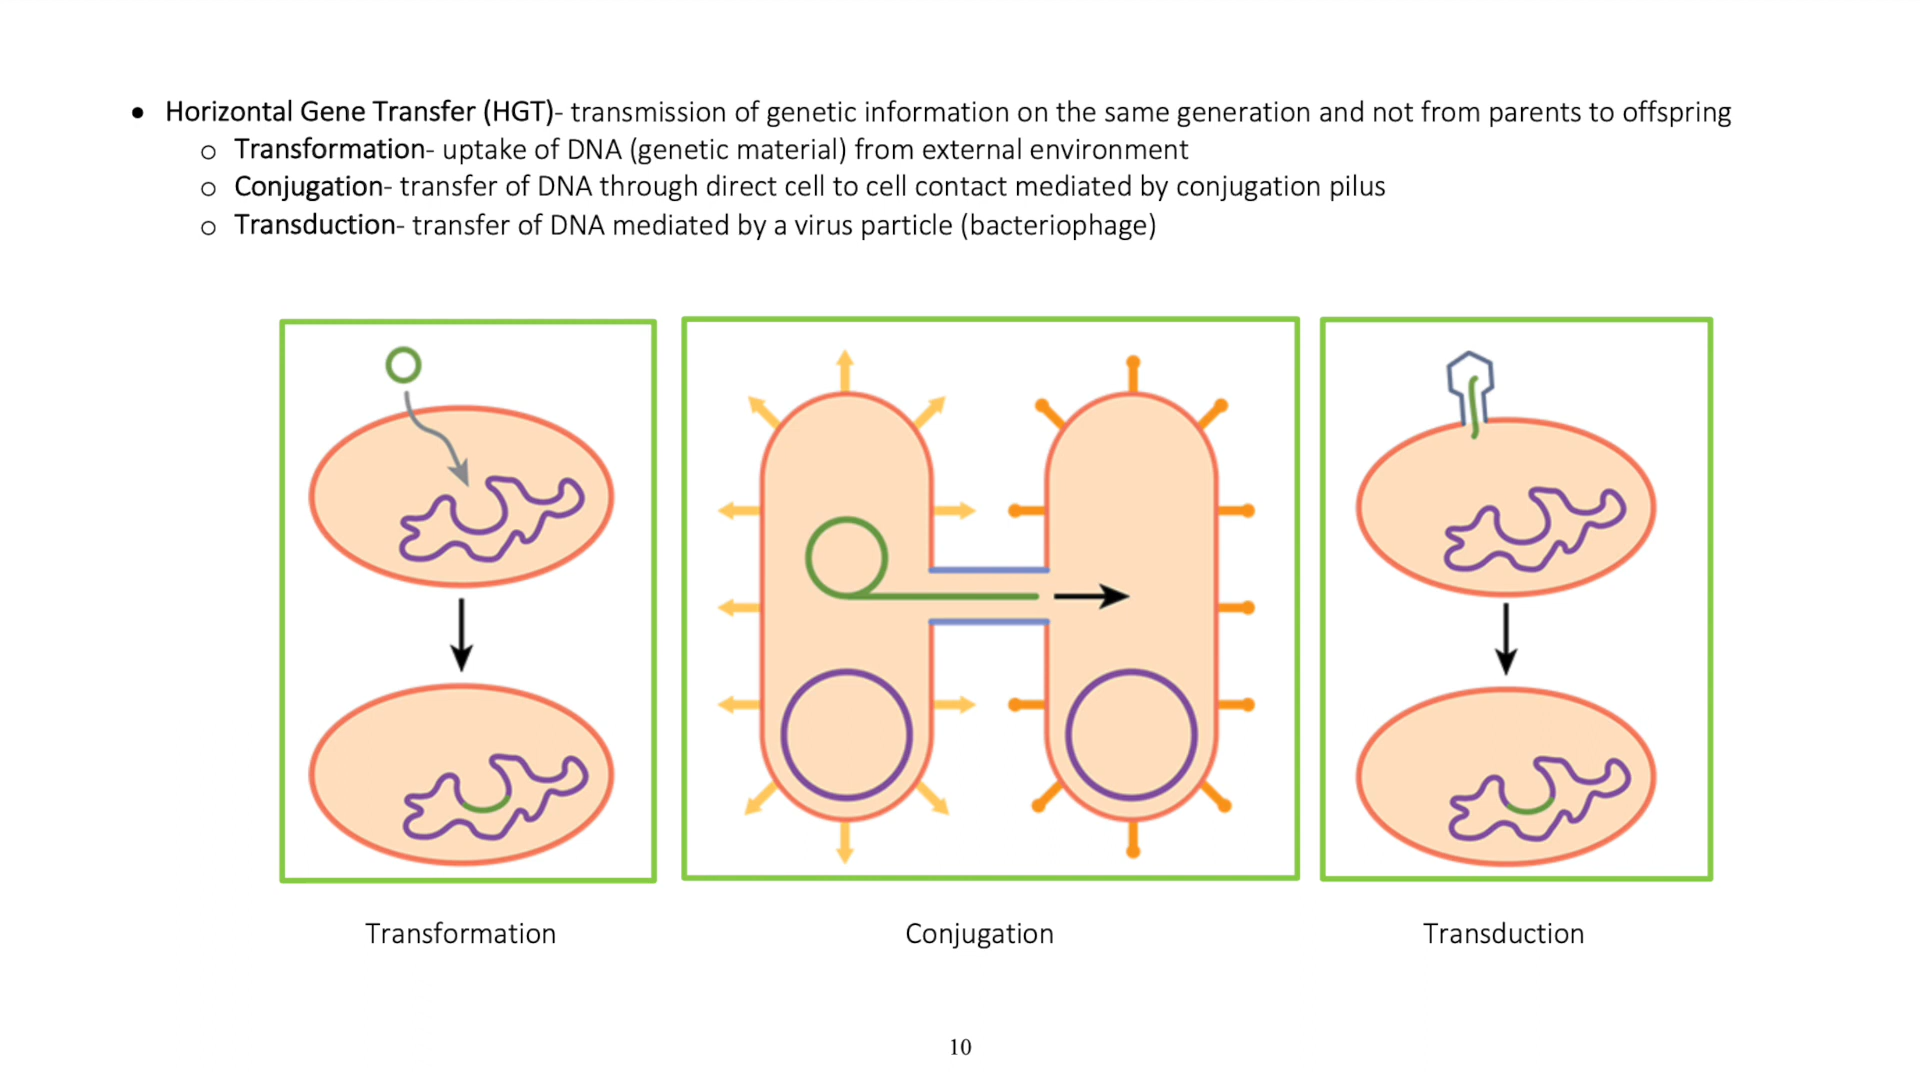 • Horizontal Gene Transfer (HGT)- transmission of genetic information on the same generation and not from parents to offspring
o Transformation- uptake of DNA (genetic material) from external environment
o Conjugation- transfer of DNA through direct cell to cell contact mediated by conjugation pilus
o Transduction- transfer of DNA mediated by a virus particle (bacteriophage)
Transformation
Conjugation
Transduction
10